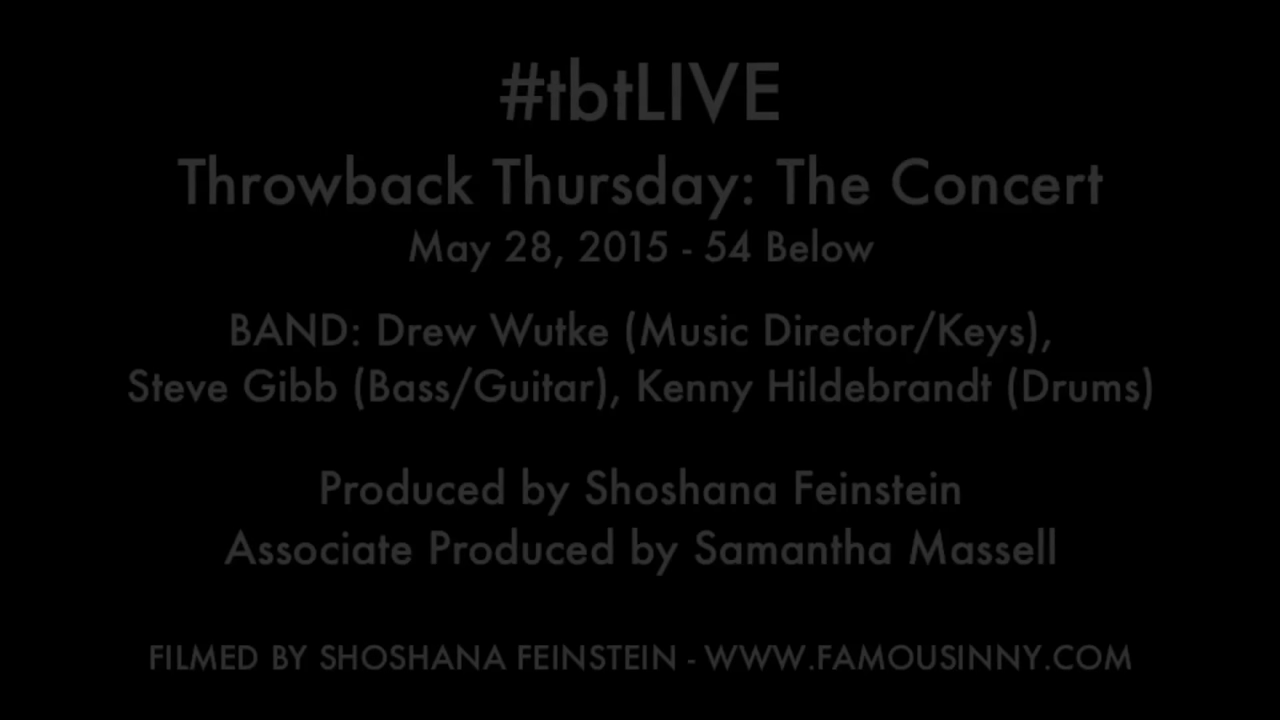 #tbtLIVE
Throwback Thursday: The Concert
May 28, 2015 - 54 Below
BAND: Drew Wutke (Music Director/Keys),
Steve Gibb (Bass/Guitar), Kenny Hildebrandt (Drums)
Produced by Shoshana Feinstein
Associate Produced by Samantha Massell
FILMED BY SHOSHANA FEINSTEIN - WWW.FAMOUSINNY.COM